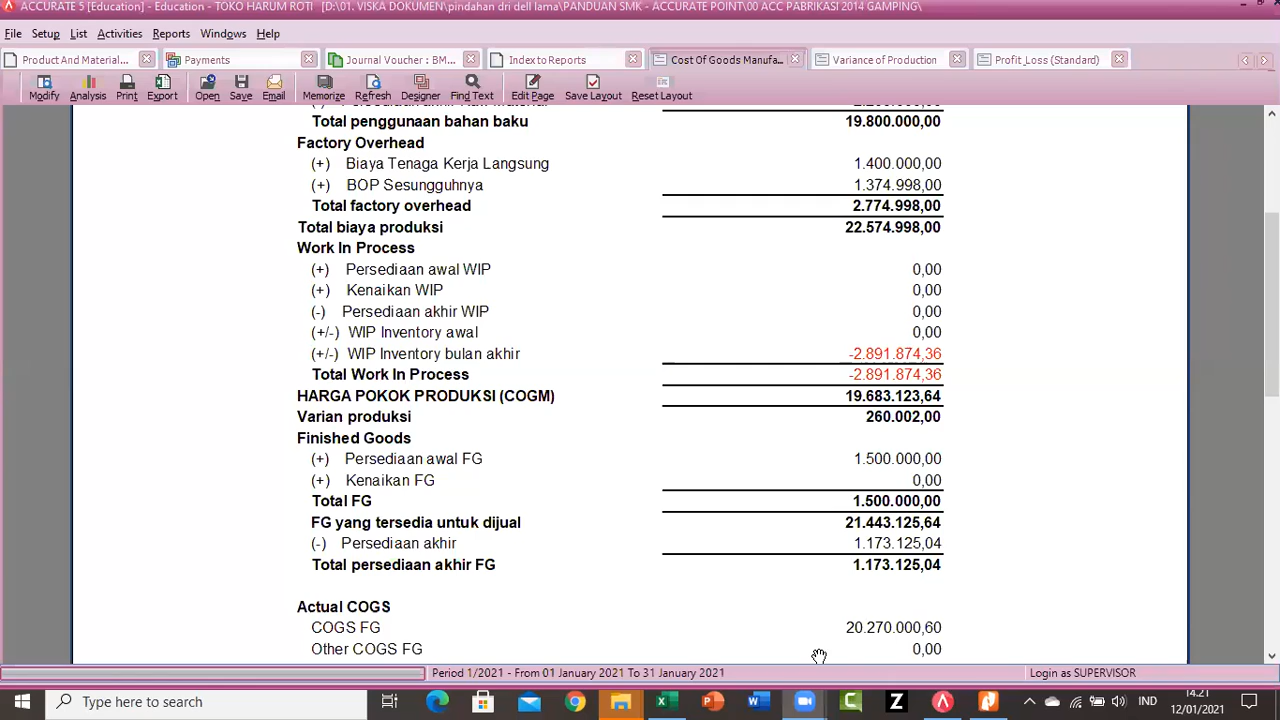 ACCURATE 5 [Education] - Education - TOKO HARUM ROTI [D:\01. VISKA DOKUMEN\pindahan dri dell lama\PANDUAN SMK - ACCURATE POINT\00 ACC PABRIKASI 2014 GAMPING\]
File Setup List Activities Reports Windows Help
Product And Material... Payments Journal Voucher : BM... Index to Reports Cost Of Goods Manufa... Variance of Production Profit_Loss (Standard)
Modify Analysis Print Export Open Save Email Memorize Refresh Designer Find Text Edit Page Save Layout Reset Layout
Total penggunaan bahan baku 19.800.000,00
Factory Overhead
(+) Biaya Tenaga Kerja Langsung 1.400.000,00
(+) BOP Sesungguhnya 1.374.998,00
Total factory overhead 2.774.998,00
Total biaya produksi 22.574.998,00
Work In Process
(+) Persediaan awal WIP 0,00
(+) Kenaikan WIP 0,00
(-) Persediaan akhir WIP 0,00
(+/-) WIP Inventory awal 0,00
(+/-) WIP Inventory bulan akhir -2.891.874,36
Total Work In Process -2.891.874,36
HARGA POKOK PRODUKSI (COGM) 19.683.123,64
Varian produksi 260.002,00
Finished Goods
(+) Persediaan awal FG 1.500.000,00
(+) Kenaikan FG 0,00
Total FG 1.500.000,00
FG yang tersedia untuk dijual 21.443.125,64
(-) Persediaan akhir 1.173.125,04
Total persediaan akhir FG 1.173.125,04
Actual COGS
COGS FG 20.270.000,60
Other COGS FG 0,00
Period 1/2021 - From 01 January 2021 To 31 January 2021 Login as SUPERVISOR
Type here to search IND 14.21
12/01/2021